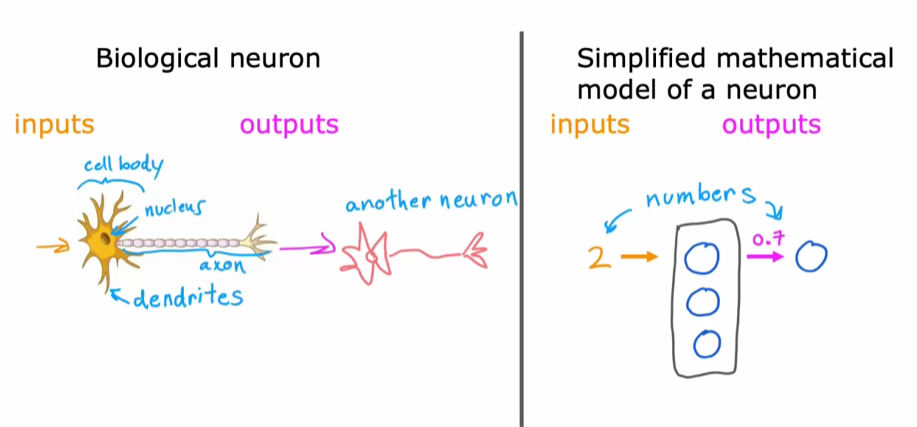 Biological neuron
inputs
outputs
cell body
nucleus
another neuron
axon
dendrites
Simplified mathematical
model of a neuron
inputs
outputs
numbers
2
0.7